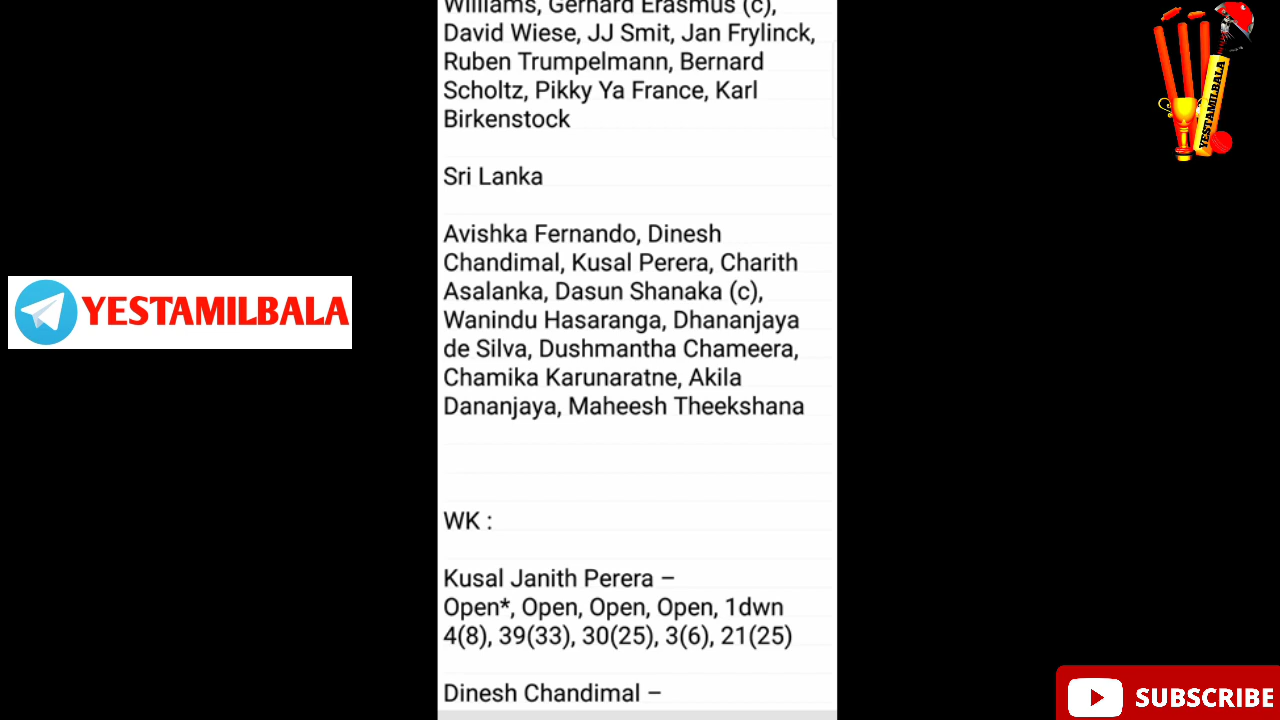 Williams, Gerhard Erasmus (c),
David Wiese, JJ Smit, Jan Frylinck,
Ruben Trumpelmann, Bernard
Scholtz, Pikky Ya France, Karl
Birkenstock
Sri Lanka
Avishka Fernando, Dinesh
Chandimal, Kusal Perera, Charith
Asalanka, Dasun Shanaka (c),
Wanindu Hasaranga, Dhananjaya
de Silva, Dushmantha Chameera,
Chamika Karunaratne, Akila
Dananjaya, Maheesh Theekshana
WK :
Kusal Janith Perera –
Open*, Open, Open, Open, 1dwn
4(8), 39(33), 30(25), 3(6), 21(25)
Dinesh Chandimal –
YESTAMILBALA
YESTAMILBALA
SUBSCRIBE